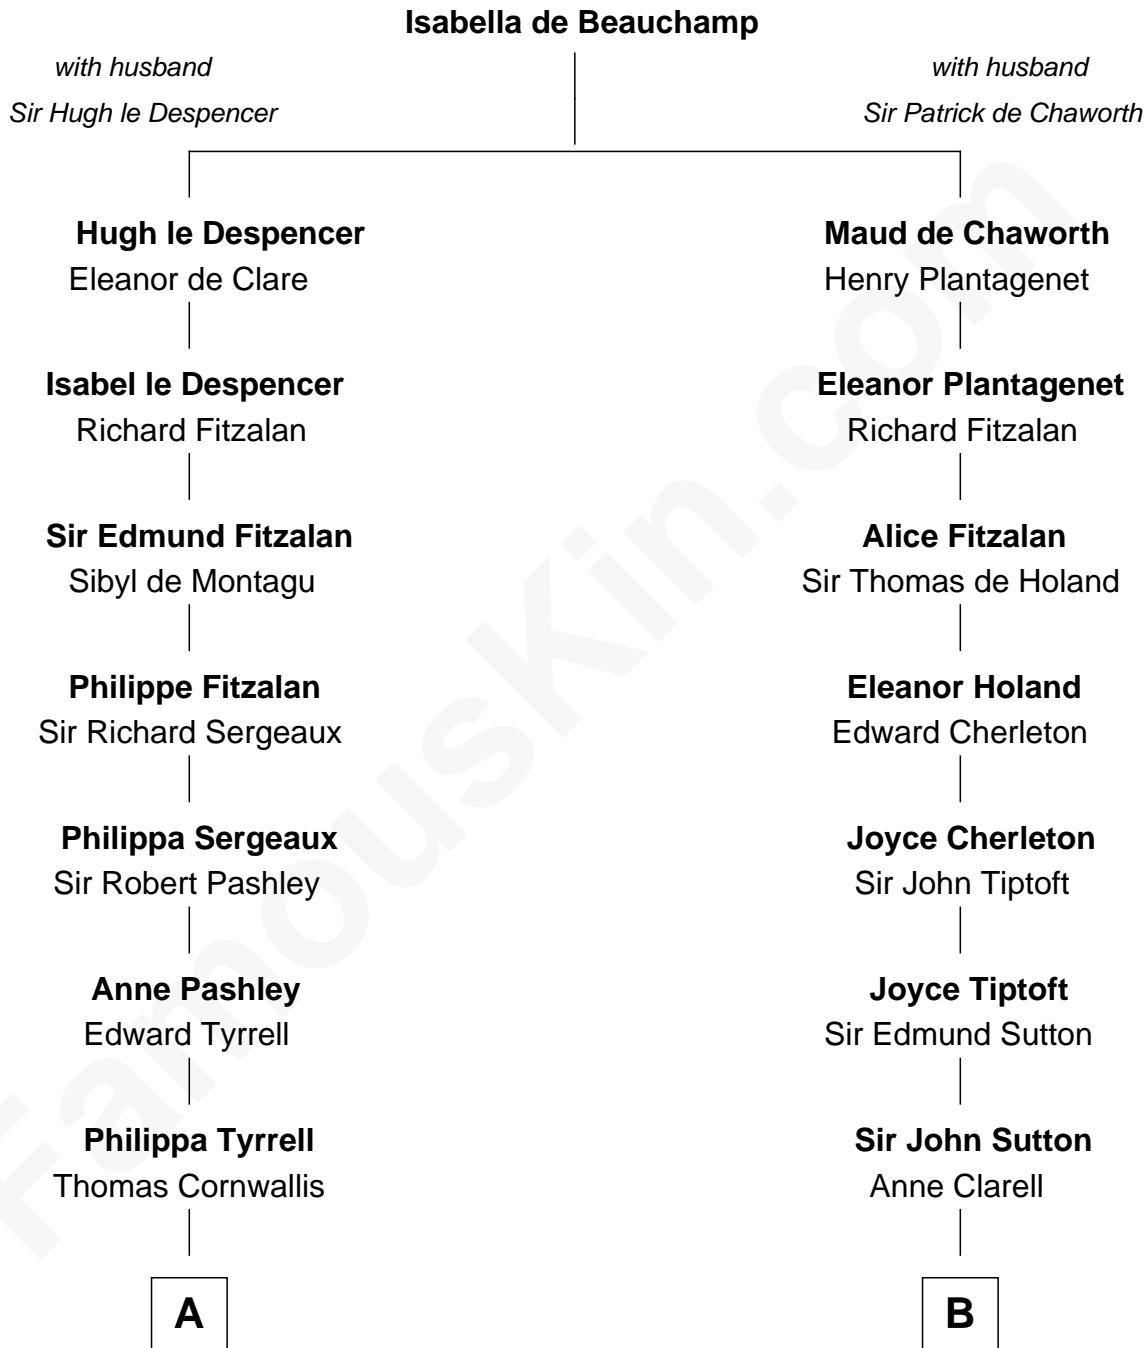 Isabella de Beauchamp
with husband
Sir Hugh le Despencer
with husband
Sir Patrick de Chaworth
Hugh le Despencer
Eleanor de Clare
Maud de Chaworth
Henry Plantagenet
Isabel le Despencer
Richard Fitzalan
Eleanor Plantagenet
Richard Fitzalan
Sir Edmund Fitzalan
Sibyl de Montagu
Alice Fitzalan
Sir Thomas de Holand
Philippe Fitzalan
Sir Richard Sergeaux
Eleanor Holand
Edward Cherleton
Philippa Sergeaux
Sir Robert Pashley
Joyce Cherleton
Sir John Tiptoft
Anne Pashley
Edward Tyrrell
Joyce Tiptoft
Sir Edmund Sutton
Philippa Tyrrell
Thomas Cornwallis
Sir John Sutton
Anne Clarell
A
B
FamousKin.com